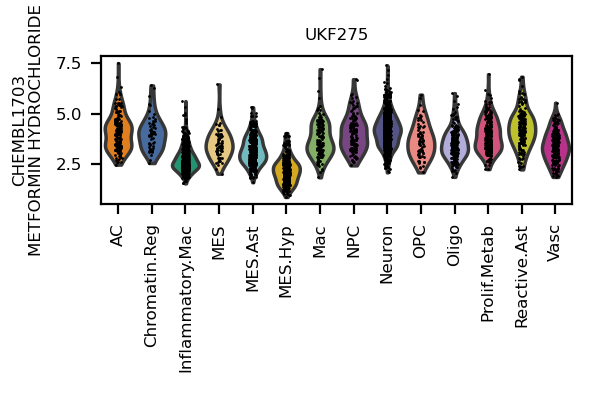 UKF275
CHEMBL1703
METFORMIN HYDROCHLORIDE
7.5
5.0
2.5
AC
Chromatin.Reg
Inflammatory.Mac
MES
MES.Ast
MES.Hyp
Mac
NPC
Neuron
OPC
Oligo
Prolif.Metab
Reactive.Ast
Vasc